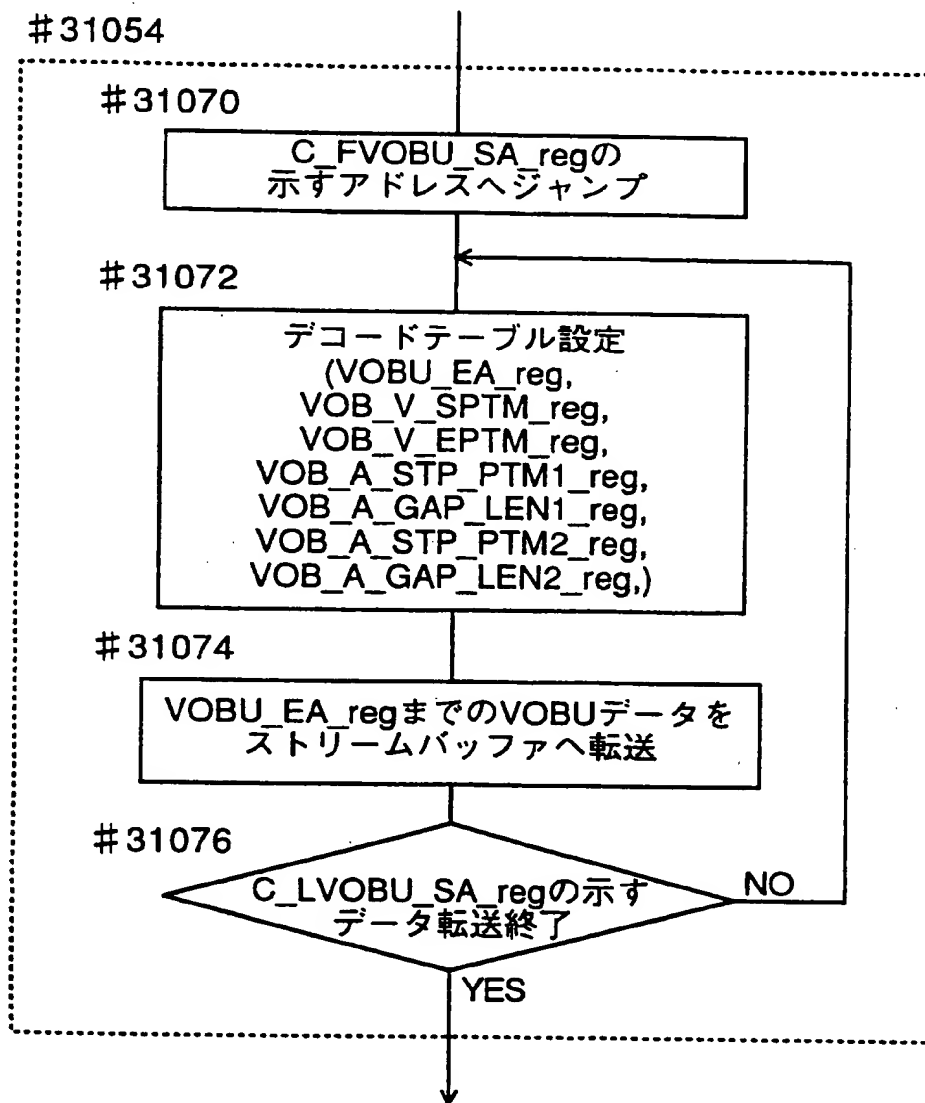 #31054
#31070
C_FVOBU_SA_regの
示すアドレスへジャンプ
#31072
デコードテーブル設定
(VOBU_EA_reg,
VOB_V_SPTM_reg,
VOB_V_EPTM_reg,
VOB_A_STP_PTM1_reg,
VOB_A_GAP_LEN1_reg,
VOB_A_STP_PTM2_reg,
VOB_A_GAP_LEN2_reg,)
#31074
VOBU_EA_regまでのVOBUデータを
ストリームバッファへ転送
#31076
C_LVOBU_SA_regの示す
データ転送終了
NO
YES